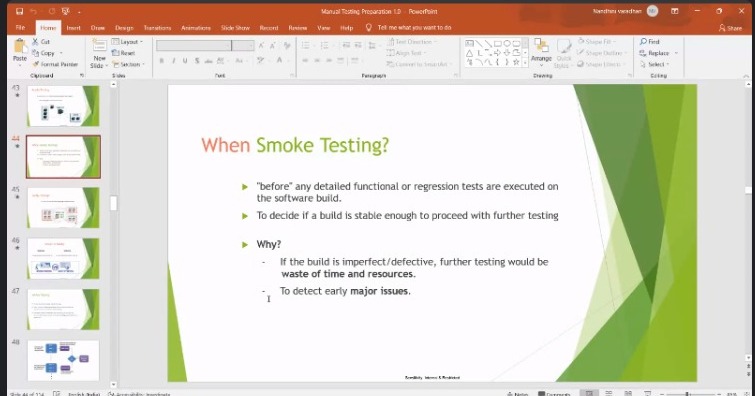 Manual Testing Preparation 1.0 - PowerPoint
Nandhini varadhan
File Home Insert Draw Design Transitions Animations Slide Show Record Review View Help Tell me what you want to do
Share
Paste
Cut
Copy
Format Painter
Clipboard
New Slide
Layout
Reset
Section
Slides
Font
Text Direction
Align Text
Convert to SmartArt
Paragraph
Arrange
Quick Styles
Shape Fill
Shape Outline
Shape Effects
Drawing
Find
Replace
Select
Editing
43
44
45
46
47
48
When Smoke Testing?
"before" any detailed functional or regression tests are executed on
the software build.
To decide if a build is stable enough to proceed with further testing
Why?
- If the build is imperfect/defective, further testing would be
waste of time and resources.
- To detect early major issues.
Sensitivity: Internal & Restricted
English (India)
Notes
Comments